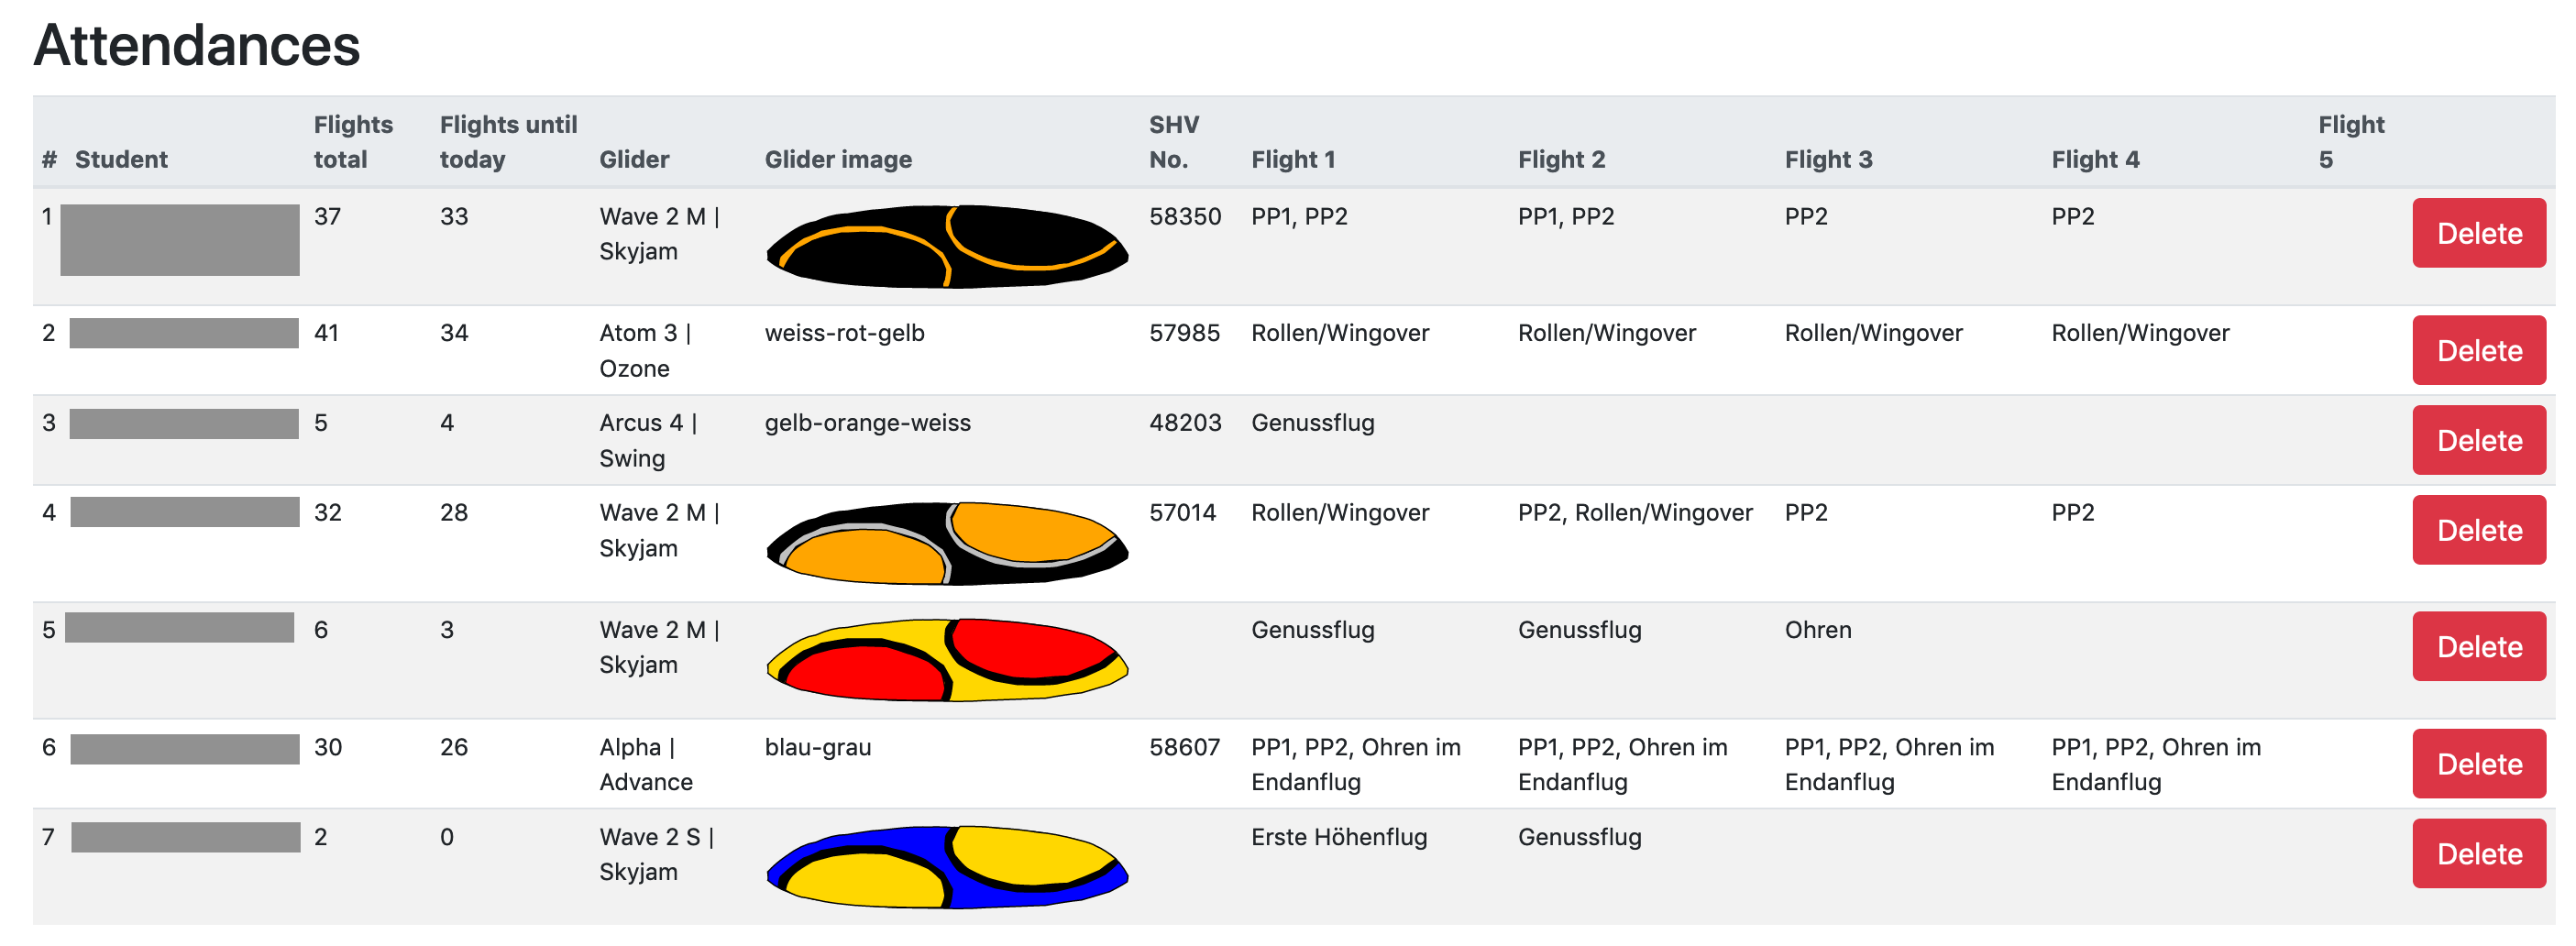 Attendances
# Student Flights total Flights until today Glider Glider image SHV No. Flight 1 Flight 2 Flight 3 Flight 4 Flight 5
1 37 33 Wave 2 M | Skyjam 58350 PP1, PP2 PP1, PP2 PP2 PP2 Delete
2 41 34 Atom 3 | Ozone weiss-rot-gelb 57985 Rollen/Wingover Rollen/Wingover Rollen/Wingover Rollen/Wingover Delete
3 5 4 Arcus 4 | Swing gelb-orange-weiss 48203 Genussflug Delete
4 32 28 Wave 2 M | Skyjam 57014 Rollen/Wingover PP2, Rollen/Wingover PP2 PP2 Delete
5 6 3 Wave 2 M | Skyjam Genussflug Genussflug Ohren Delete
6 30 26 Alpha | Advance blau-grau 58607 PP1, PP2, Ohren im Endanflug PP1, PP2, Ohren im Endanflug PP1, PP2, Ohren im Endanflug PP1, PP2, Ohren im Endanflug Delete
7 2 0 Wave 2 S | Skyjam Erste Höhenflug Genussflug Delete